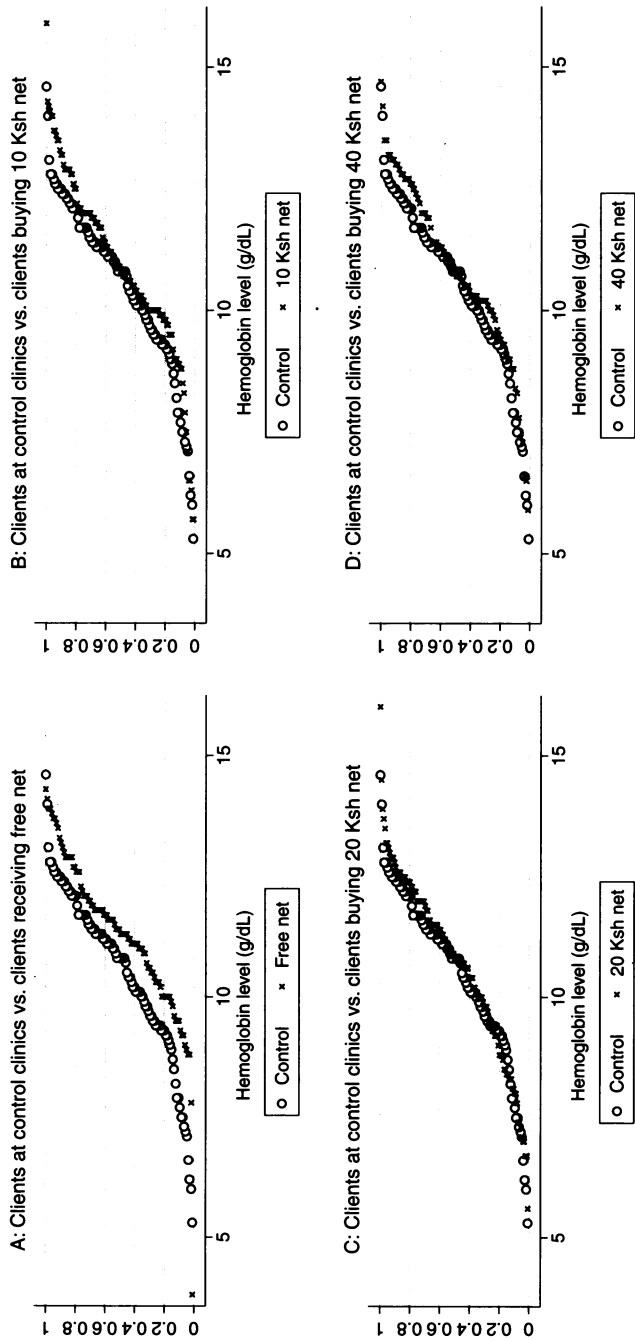 A: Clients at control clinics vs. clients receiving free net
1
0.8
0.6
0.4
0.2
0
5
10
15
Hemoglobin level (g/dL)
Control
Free net
B: Clients at control clinics vs. clients buying 10 Ksh net
1
0.8
0.6
0.4
0.2
0
5
10
15
Hemoglobin level (g/dL)
Control
10 Ksh net
C: Clients at control clinics vs. clients buying 20 Ksh net
1
0.8
0.6
0.4
0.2
0
5
10
15
Hemoglobin level (g/dL)
Control
20 Ksh net
D: Clients at control clinics vs. clients buying 40 Ksh net
1
0.8
0.6
0.4
0.2
0
5
10
15
Hemoglobin level (g/dL)
Control
40 Ksh net